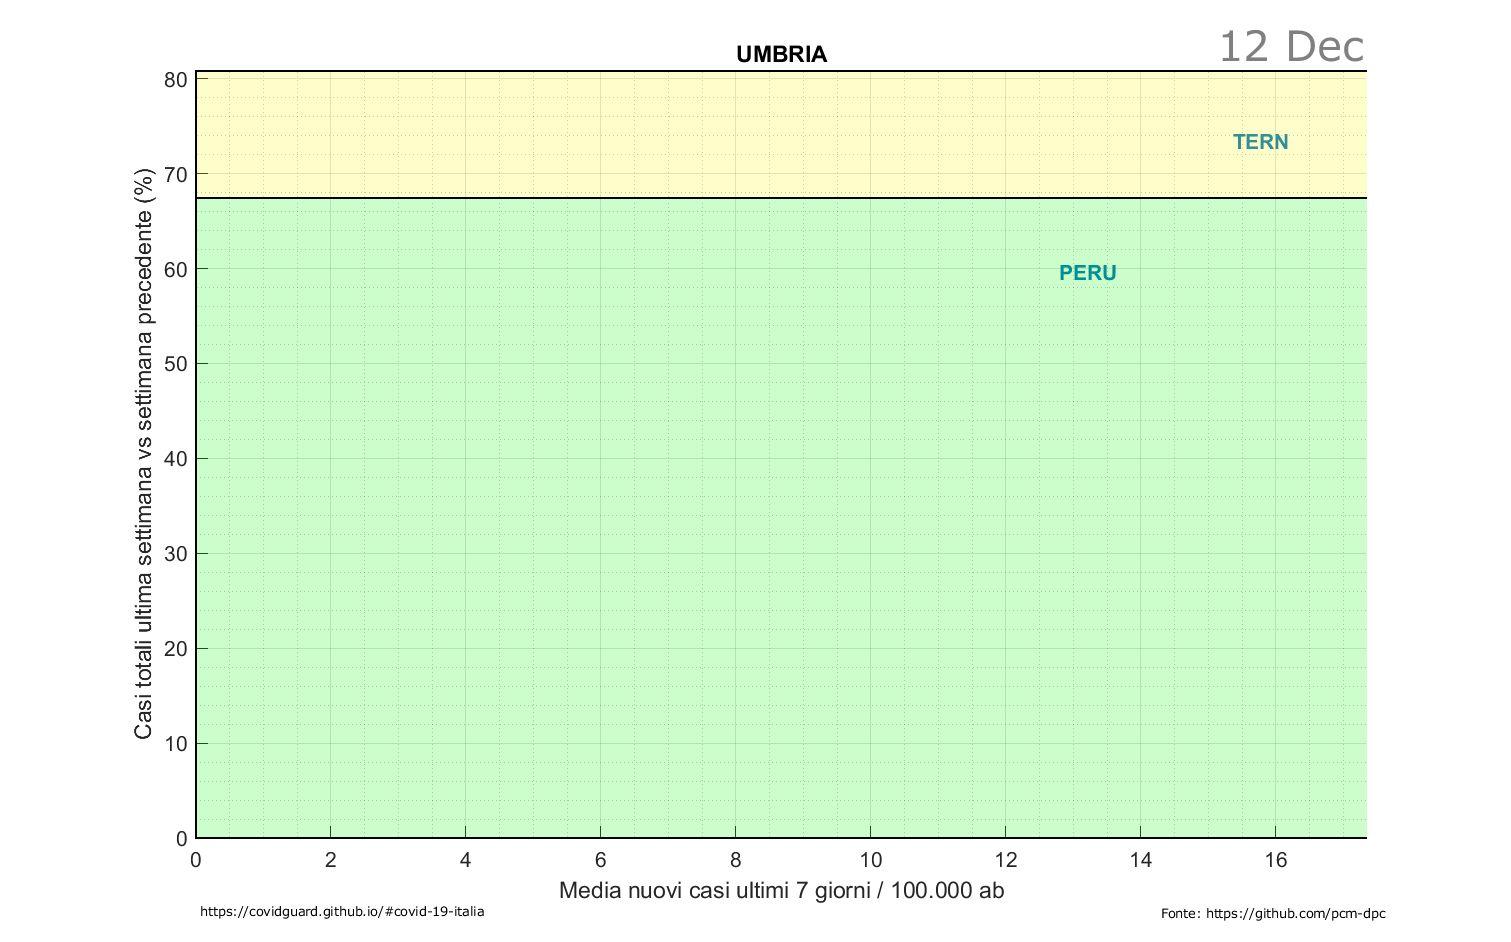 UMBRIA
12 Dec
80
70
60
50
40
30
20
10
0
Casi totali ultima settimana vs settimana precedente (%)
TERN
PERU
0 2 4 6 8 10 12 14 16
Media nuovi casi ultimi 7 giorni / 100.000 ab
https://covidguard.github.io/#covid-19-italia
Fonte: https://github.com/pcm-dpc